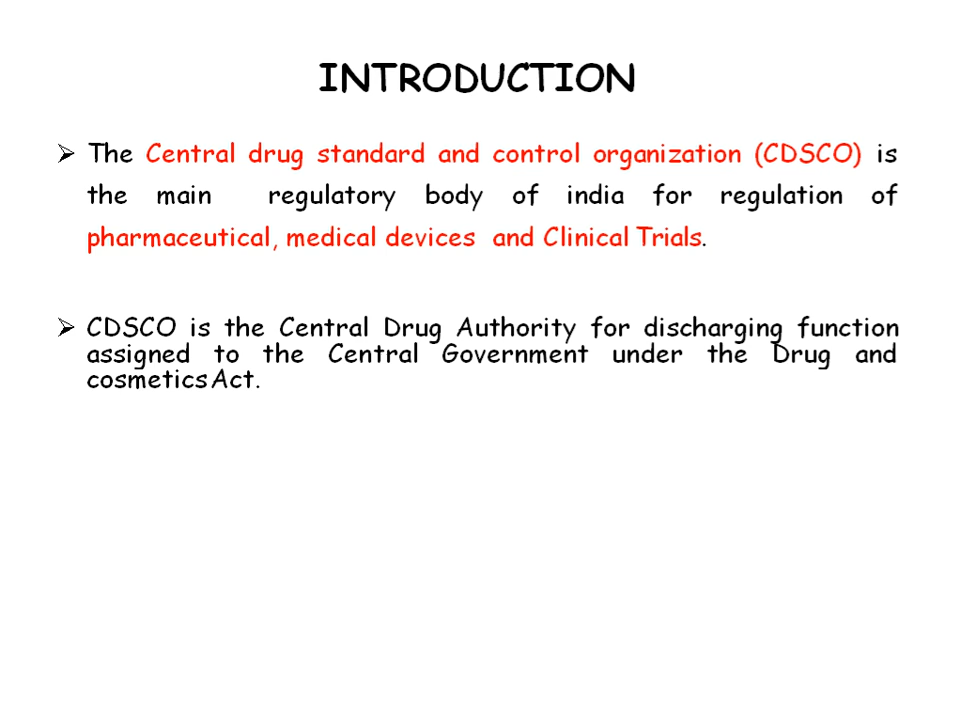 INTRODUCTION
➢ The Central drug standard and control organization (CDSCO) is
the main regulatory body of india for regulation of
pharmaceutical, medical devices and Clinical Trials.
➢ CDSCO is the Central Drug Authority for discharging function
assigned to the Central Government under the Drug and
cosmetics Act.